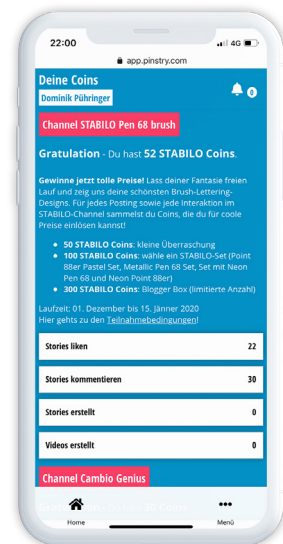 22:00
4G
app.pinstry.com
Deine Coins
Dominik Pühringer
0
Channel STABILO Pen 68 brush
Gratulation - Du hast 52 STABILO Coins.
Gewinne jetzt tolle Preise! Lass deiner Fantasie freien
Lauf und zeig uns deine schönsten Brush-Lettering-
Designs. Für jedes Posting sowie jede Interaktion im
STABILO-Channel sammelst du Coins, die du für coole
Preise einlösen kannst!
50 STABILO Coins: kleine Überraschung
100 STABILO Coins: wähle ein STABILO-Set (Point
88er Pastel Set, Metallic Pen 68 Set, Set mit Neon
Pen 68 und Neon Point 88er)
300 STABILO Coins: Blogger Box (limitierte Anzahl)
Laufzeit: 01. Dezember bis 15. Jänner 2020
Hier gehts zu den Teilnahmebedingungen!
Stories liken 22
Stories kommentieren 30
Stories erstellt 0
Videos erstellt 0
Channel Cambio Genius
Home Menü